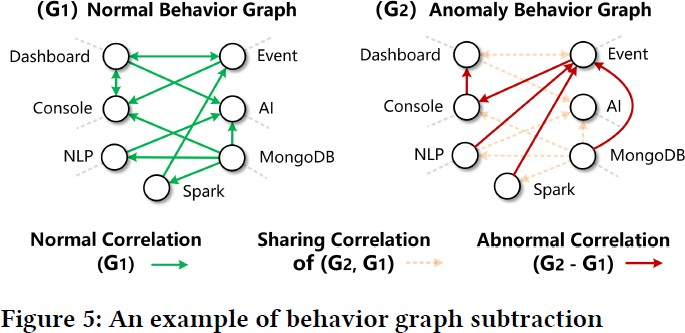 (G1) Normal Behavior Graph
(G2) Anomaly Behavior Graph
Dashboard
Event
Console
AI
NLP
MongoDB
Spark
Dashboard
Event
Console
AI
NLP
MongoDB
Spark
Normal Correlation
(G1)
Sharing Correlation
of (G2, G1)
Abnormal Correlation
(G2 - G1)
Figure 5: An example of behavior graph subtraction